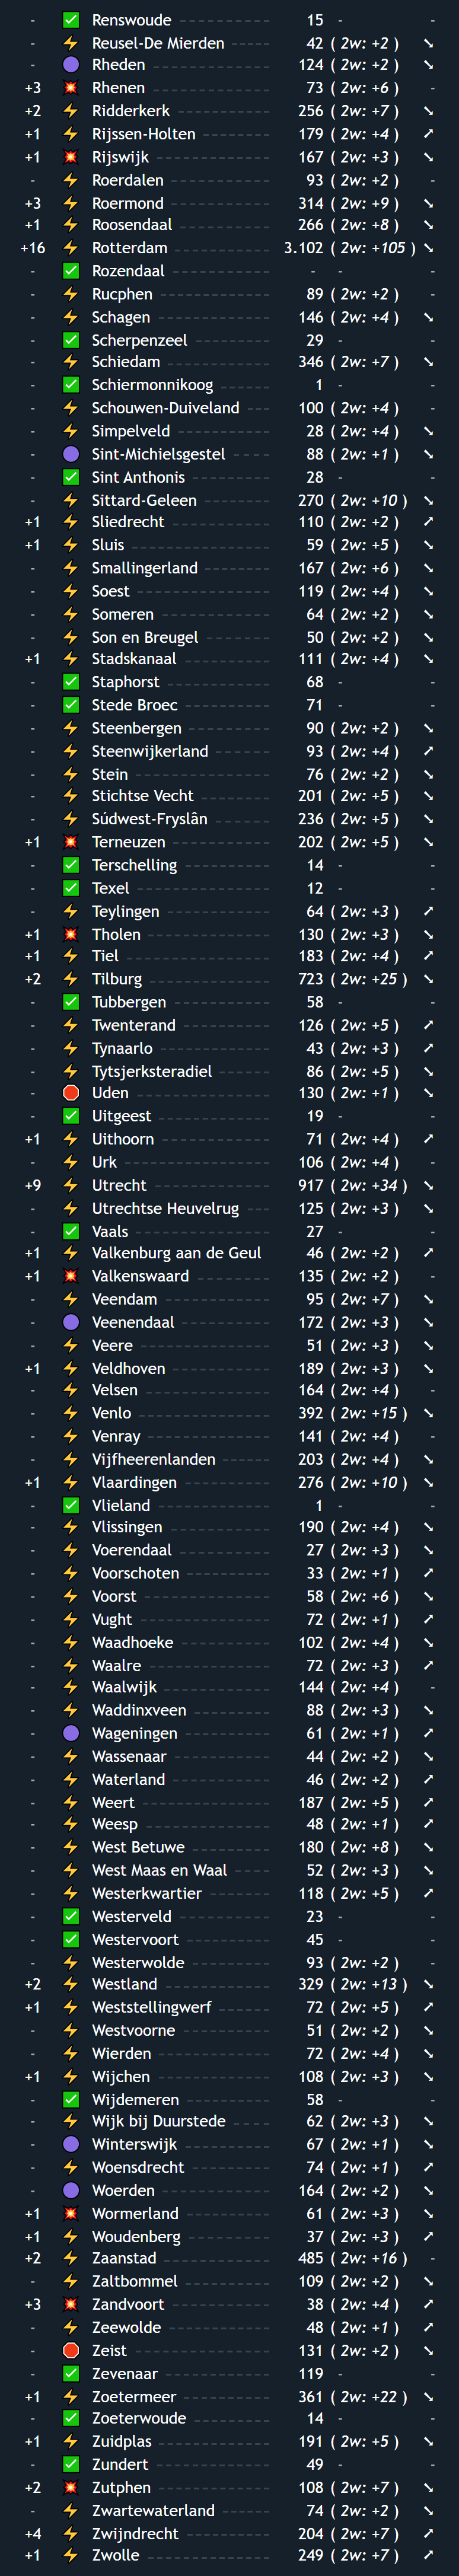 - ✅ Renswoude 15 - -
- ⚡ Reusel-De Mierden ------ 42 ( 2w: +2 ) ➘
- 🟣 Rheden ------------------ 124 ( 2w: +2 ) ➘
+3 💥 Rhenen ------------------ 73 ( 2w: +6 ) -
+2 ⚡ Ridderkerk -------------- 256 ( 2w: +7 ) ➘
+1 ⚡ Rijssen-Holten ---------- 179 ( 2w: +4 ) ➚
+1 💥 Rijswijk ---------------- 167 ( 2w: +3 ) ➘
- ⚡ Roerdalen --------------- 93 ( 2w: +2 ) -
+3 ⚡ Roermond ---------------- 314 ( 2w: +9 ) ➘
+1 ⚡ Roosendaal -------------- 266 ( 2w: +8 ) ➘
+16 ⚡ Rotterdam --------------- 3.102 ( 2w: +105 ) ➘
- ✅ Rozendaal --------------- - - -
- ⚡ Rucphen ----------------- 89 ( 2w: +2 ) -
- ⚡ Schagen ----------------- 146 ( 2w: +4 ) ➘
- ✅ Scherpenzeel ------------ 29 - -
- ⚡ Schiedam ---------------- 346 ( 2w: +7 ) ➘
- ✅ Schiermonnikoog --------- 1 - -
- ⚡ Schouwen-Duiveland --- 100 ( 2w: +4 ) -
- ⚡ Simpelveld -------------- 28 ( 2w: +4 ) ➘
- 🟣 Sint-Michielsgestel ----- 88 ( 2w: +1 ) ➘
- ✅ Sint Anthonis ----------- 28 - -
- ⚡ Sittard-Geleen ---------- 270 ( 2w: +10 ) ➘
+1 ⚡ Sliedrecht -------------- 110 ( 2w: +2 ) ➚
+1 ⚡ Sluis ------------------- 59 ( 2w: +5 ) ➘
- ⚡ Smallingerland ---------- 167 ( 2w: +6 ) ➘
- ⚡ Soest ------------------- 119 ( 2w: +4 ) ➘
- ⚡ Someren ----------------- 64 ( 2w: +2 ) ➘
- ⚡ Son en Breugel ---------- 50 ( 2w: +2 ) ➘
+1 ⚡ Stadskanaal ------------- 111 ( 2w: +4 ) ➘
- ✅ Staphorst --------------- 68 - -
- ✅ Stede Broec ------------- 71 - -
- ⚡ Steenbergen ------------- 90 ( 2w: +2 ) ➘
- ⚡ Steenwijkerland --------- 93 ( 2w: +4 ) ➚
- ⚡ Stein ------------------- 76 ( 2w: +2 ) ➘
- ⚡ Stichtse Vecht ---------- 201 ( 2w: +5 ) ➘
- ⚡ Súdwest-Fryslân --------- 236 ( 2w: +5 ) ➘
+1 💥 Terneuzen --------------- 202 ( 2w: +5 ) ➘
- ✅ Terschelling ------------ 14 - -
- ✅ Texel ------------------- 12 - -
- ⚡ Teylingen --------------- 64 ( 2w: +3 ) ➚
+1 💥 Tholen ------------------ 130 ( 2w: +3 ) ➘
+1 ⚡ Tiel -------------------- 183 ( 2w: +4 ) ➚
+2 ⚡ Tilburg ----------------- 723 ( 2w: +25 ) ➘
- ✅ Tubbergen --------------- 58 - -
- ⚡ Twenterand -------------- 126 ( 2w: +5 ) ➚
- ⚡ Tynaarlo ---------------- 43 ( 2w: +3 ) ➚
- ⚡ Tytsjerksteradiel ------- 86 ( 2w: +5 ) ➘
- 🛑 Uden -------------------- 130 ( 2w: +1 ) ➘
- ✅ Uitgeest ---------------- 19 - -
+1 ⚡ Uithoorn ---------------- 71 ( 2w: +4 ) ➚
- ⚡ Urk --------------------- 106 ( 2w: +4 ) -
+9 ⚡ Utrecht ----------------- 917 ( 2w: +34 ) ➘
- ⚡ Utrechtse Heuvelrug --- 125 ( 2w: +3 ) ➘
- ✅ Vaals ------------------- 27 - -
+1 ⚡ Valkenburg aan de Geul 46 ( 2w: +2 ) ➚
+1 💥 Valkenswaard ------------ 135 ( 2w: +2 ) -
- ⚡ Veendam ----------------- 95 ( 2w: +7 ) ➘
- 🟣 Veenendaal -------------- 172 ( 2w: +3 ) ➘
- ⚡ Veere ------------------- 51 ( 2w: +3 ) ➘
+1 ⚡ Veldhoven --------------- 189 ( 2w: +3 ) ➘
- ⚡ Velsen ------------------ 164 ( 2w: +4 ) -
- ⚡ Venlo ------------------- 392 ( 2w: +15 ) ➘
- ⚡ Venray ------------------ 141 ( 2w: +4 ) -
- ⚡ Vijfheerenlanden ------- 203 ( 2w: +4 ) ➘
+1 ⚡ Vlaardingen ------------- 276 ( 2w: +10 ) ➘
- ✅ Vlieland ---------------- 1 - -
- ⚡ Vlissingen -------------- 190 ( 2w: +4 ) ➘
- ⚡ Voerendaal -------------- 27 ( 2w: +3 ) ➘
- ⚡ Voorschoten ------------- 33 ( 2w: +1 ) ➚
- ⚡ Voorst ------------------ 58 ( 2w: +6 ) ➘
- ⚡ Vught ------------------- 72 ( 2w: +1 ) ➚
- ⚡ Waadhoeke --------------- 102 ( 2w: +4 ) ➘
- ⚡ Waalre ------------------ 72 ( 2w: +3 ) ➚
- ⚡ Waalwijk ---------------- 144 ( 2w: +4 ) -
- ⚡ Waddinxveen ------------- 88 ( 2w: +3 ) ➘
- 🟣 Wageningen -------------- 61 ( 2w: +1 ) ➚
- ⚡ Wassenaar --------------- 44 ( 2w: +2 ) ➘
- ⚡ Waterland --------------- 46 ( 2w: +2 ) ➚
- ⚡ Weert ------------------- 187 ( 2w: +5 ) ➚
- ⚡ Weesp ------------------- 48 ( 2w: +1 ) ➚
- ⚡ West Betuwe ------------- 180 ( 2w: +8 ) ➘
- ⚡ West Maas en Waal ----- 52 ( 2w: +3 ) ➘
- ⚡ Westerkwartier ---------- 118 ( 2w: +5 ) ➚
- ✅ Westerveld -------------- 23 - -
- ✅ Westervoort ------------- 45 - -
- ⚡ Westerwolde ------------- 93 ( 2w: +2 ) -
+2 ⚡ Westland ---------------- 329 ( 2w: +13 ) ➘
+1 ⚡ Weststellingwerf -------- 72 ( 2w: +5 ) ➚
- ⚡ Westvoorne -------------- 51 ( 2w: +2 ) ➘
- ⚡ Wierden ----------------- 72 ( 2w: +4 ) ➘
+1 ⚡ Wijchen ----------------- 108 ( 2w: +3 ) ➘
- ✅ Wijdemeren -------------- 58 - -
- ⚡ Wijk bij Duurstede ----- 62 ( 2w: +3 ) ➘
- 🟣 Winterswijk ------------- 67 ( 2w: +1 ) ➘
- ⚡ Woensdrecht ------------- 74 ( 2w: +1 ) ➚
- 🟣 Woerden ----------------- 164 ( 2w: +2 ) ➘
+1 💥 Wormerland -------------- 61 ( 2w: +3 ) ➘
+1 ⚡ Woudenberg -------------- 37 ( 2w: +3 ) ➚
+2 ⚡ Zaanstad ---------------- 485 ( 2w: +16 ) -
- ⚡ Zaltbommel -------------- 109 ( 2w: +2 ) ➘
+3 💥 Zandvoort --------------- 38 ( 2w: +4 ) ➚
- ⚡ Zeewolde ---------------- 48 ( 2w: +1 ) ➚
- 🛑 Zeist ------------------- 131 ( 2w: +2 ) ➘
- ✅ Zevenaar ---------------- 119 - -
+1 ⚡ Zoetermeer -------------- 361 ( 2w: +22 ) ➘
- ✅ Zoeterwoude ------------- 14 - -
+1 ⚡ Zuidplas ---------------- 191 ( 2w: +5 ) ➘
- ✅ Zundert ----------------- 49 - -
+2 💥 Zutphen ----------------- 108 ( 2w: +7 ) ➘
- ⚡ Zwartewaterland --------- 74 ( 2w: +2 ) ➘
+4 ⚡ Zwijndrecht ------------- 204 ( 2w: +7 ) ➚
+1 ⚡ Zwolle ------------------ 249 ( 2w: +7 ) ➚